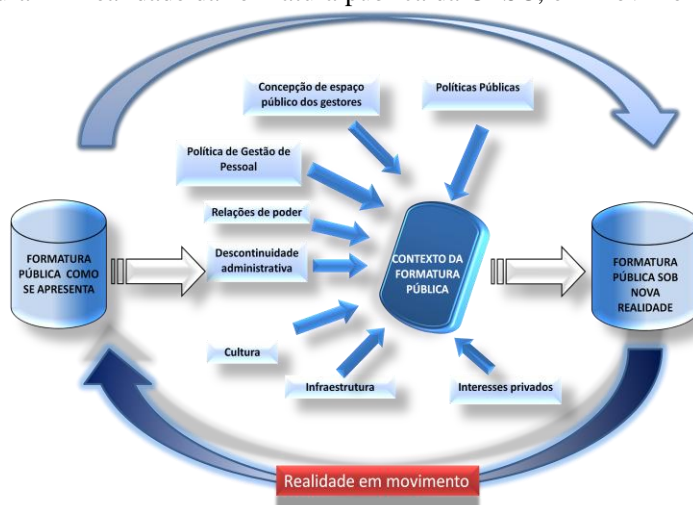 Concepção de espaço
público dos gestores
Políticas Públicas
Política de Gestão de
Pessoal
Relações de poder
Descontinuidade
administrativa
FORMATURA
PÚBLICA COMO
SE APRESENTA
CONTEXTO DA
FORMATURA
PÚBLICA
FORMATURA
PÚBLICA SOB
NOVA
REALIDADE
Cultura
Infraestrutura
Interesses privados
Realidade em movimento